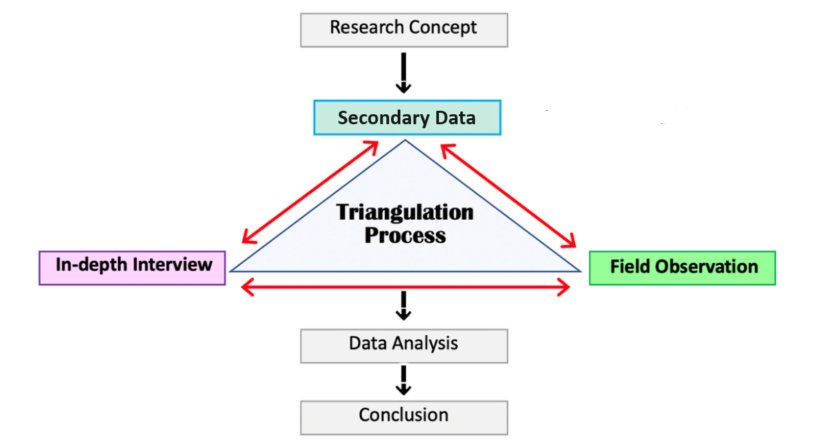 Research Concept
Secondary Data
Triangulation
Process
In-depth Interview
Field Observation
Data Analysis
Conclusion